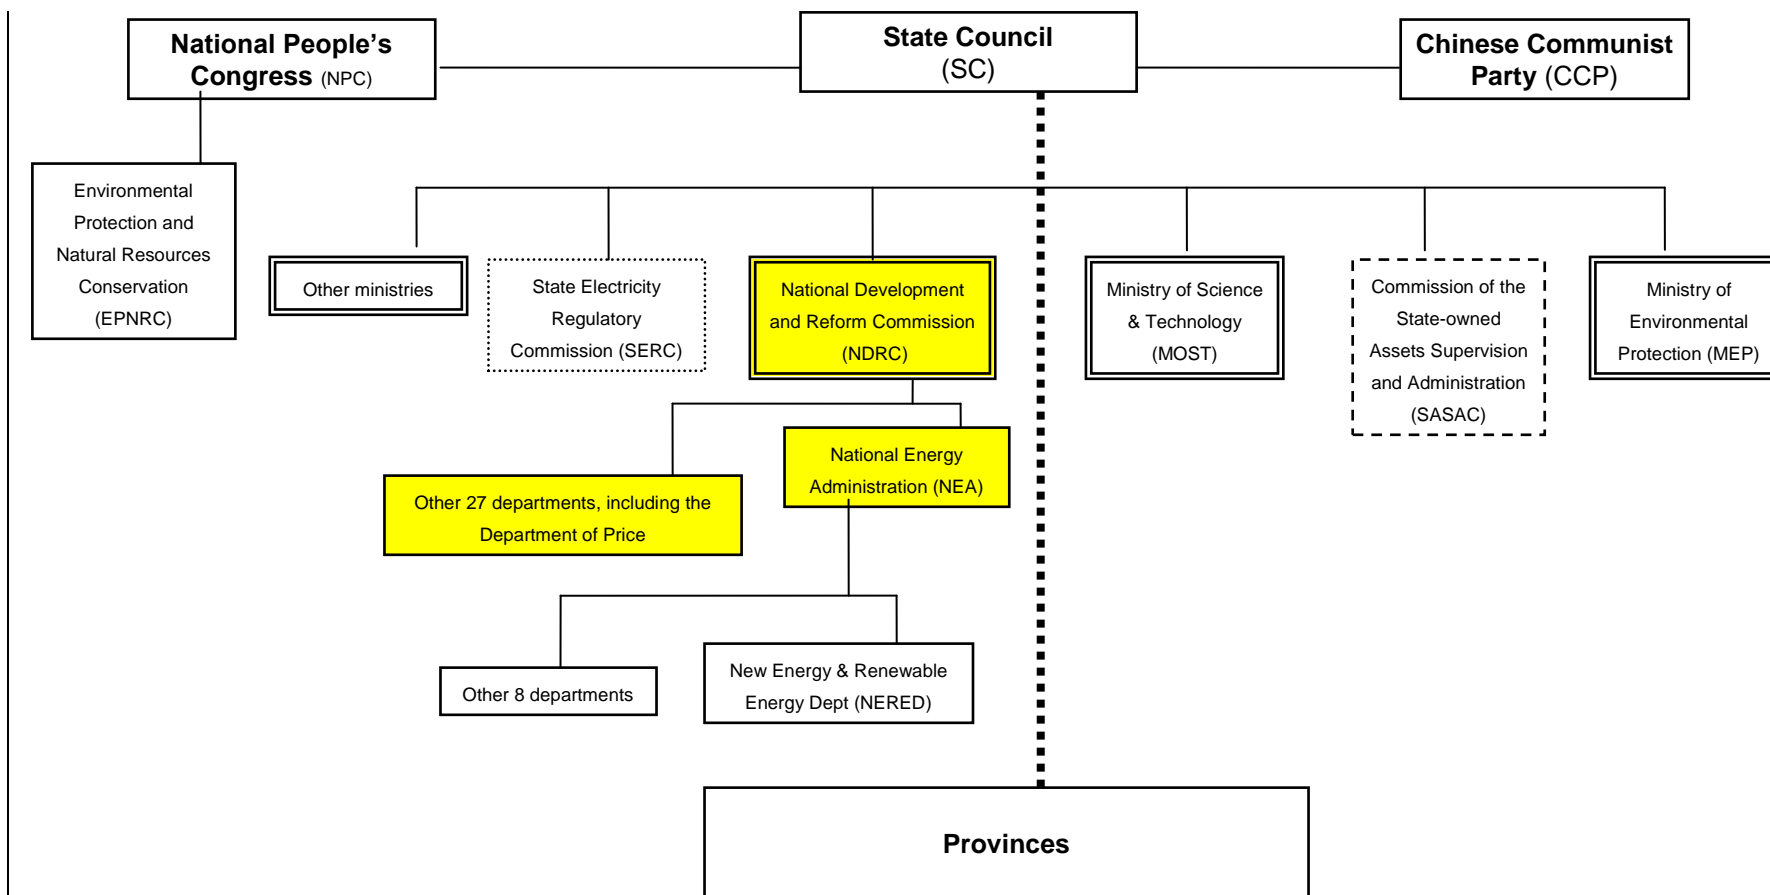 National People’s
Congress (NPC)
State Council
(SC)
Chinese Communist
Party (CCP)
Environmental
Protection and
Natural Resources
Conservation
(EPNRC)
Other ministries
State Electricity
Regulatory
Commission (SERC)
National Development
and Reform Commission
(NDRC)
Ministry of Science
& Technology
(MOST)
Commission of the
State-owned
Assets Supervision
and Administration
(SASAC)
Ministry of
Environmental
Protection (MEP)
National Energy
Administration (NEA)
Other 27 departments, including the
Department of Price
Other 8 departments
New Energy & Renewable
Energy Dept (NERED)
Provinces